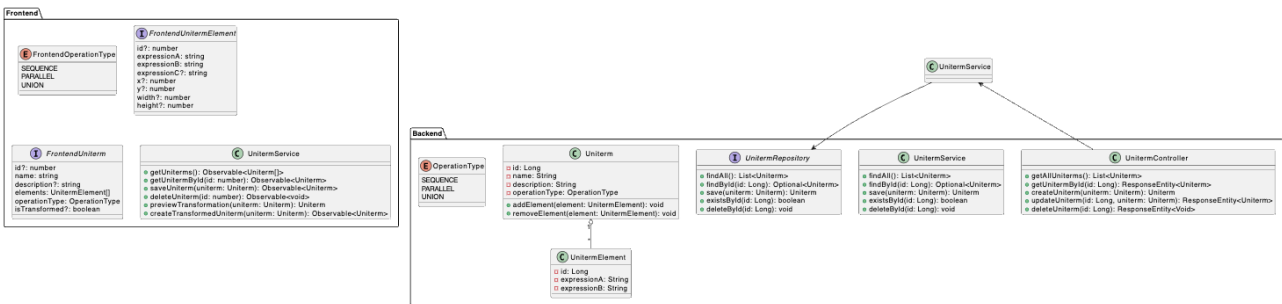 Frontend
E FrontendOperationType
SEQUENCE
PARALLEL
UNION
I FrontendUnitermElement
id?: number
expressionA: string
expressionB: string
expressionC?: string
x?: number
y?: number
width?: number
height?: number
I FrontendUniterm
id?: number
name: string
description?: string
elements: UnitermElement[]
operationType: OperationType
isTransformed?: boolean
C UnitermService
getUniterms(): Observable<Uniterm[]>
getUnitermById(id: number): Observable<Uniterm>
saveUniterm(uniterm: Uniterm): Observable<Uniterm>
deleteUniterm(id: number): Observable<void>
previewTransformation(uniterm: Uniterm): Uniterm
createTransformedUniterm(uniterm: Uniterm): Observable<Uniterm>
C UnitermService
Backend
E OperationType
SEQUENCE
PARALLEL
UNION
C Uniterm
id: Long
name: String
description: String
operationType: OperationType
addElement(element: UnitermElement): void
removeElement(element: UnitermElement): void
1
*
C UnitermElement
id: Long
expressionA: String
expressionB: String
I UnitermRepository
findAll(): List<Uniterm>
findById(id: Long): Optional<Uniterm>
save(uniterm: Uniterm): Uniterm
existsById(id: Long): boolean
deleteById(id: Long): void
C UnitermService
findAll(): List<Uniterm>
findById(id: Long): Optional<Uniterm>
save(uniterm: Uniterm): Uniterm
existsById(id: Long): boolean
deleteById(id: Long): void
C UnitermController
getAllUniterms(): List<Uniterm>
getUnitermById(id: Long): ResponseEntity<Uniterm>
createUniterm(uniterm: Uniterm): Uniterm
updateUniterm(id: Long, uniterm: Uniterm): ResponseEntity<Uniterm>
deleteUniterm(id: Long): ResponseEntity<Void>